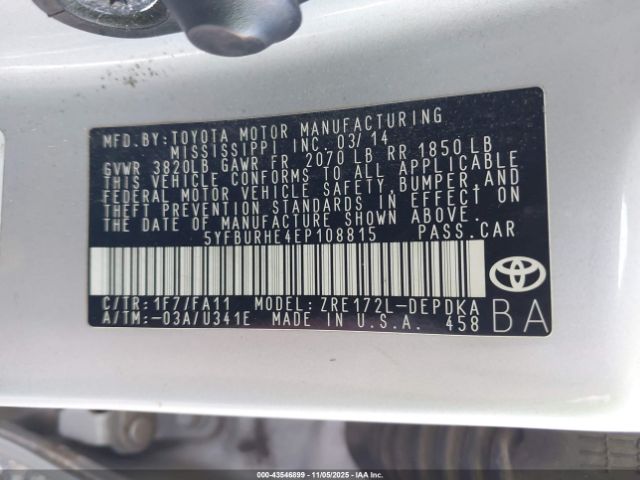 MFD.BY: TOYOTA MOTOR MANUFACTURING
MISSISSIPPI INC. 03/14
GVWR 3820LB GAWR FR 2070 LB RR 1850 LB
THIS VEHICLE CONFORMS TO ALL APPLICABLE
FEDERAL MOTOR VEHICLE SAFETY, BUMPER, AND
THEFT PREVENTION STANDARDS IN EFFECT ON
THE DATE OF MANUFACTURE SHOWN ABOVE.
5YFBURHE4EP108815 PASS.CAR
C/TR: 1F7/FA11 MODEL: ZRE172L-DEPDKA
A/TM: -03A/U341E MADE IN U.S.A. 458 BA
000-43546899 11/05/2025 IAA